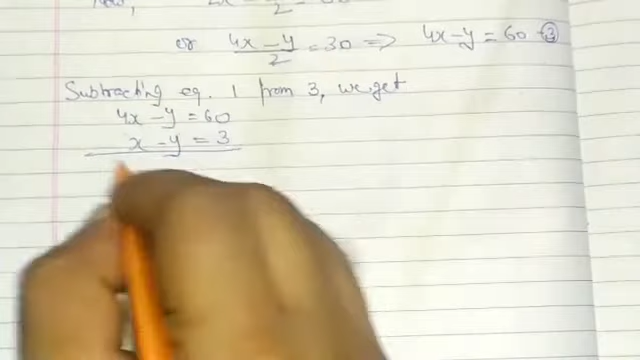 or 4x-y/2 = 30 ⇒ 4x-y = 60 -③
Subtracting eq. 1 from 3, we get
4x - y = 60
x - y = 3